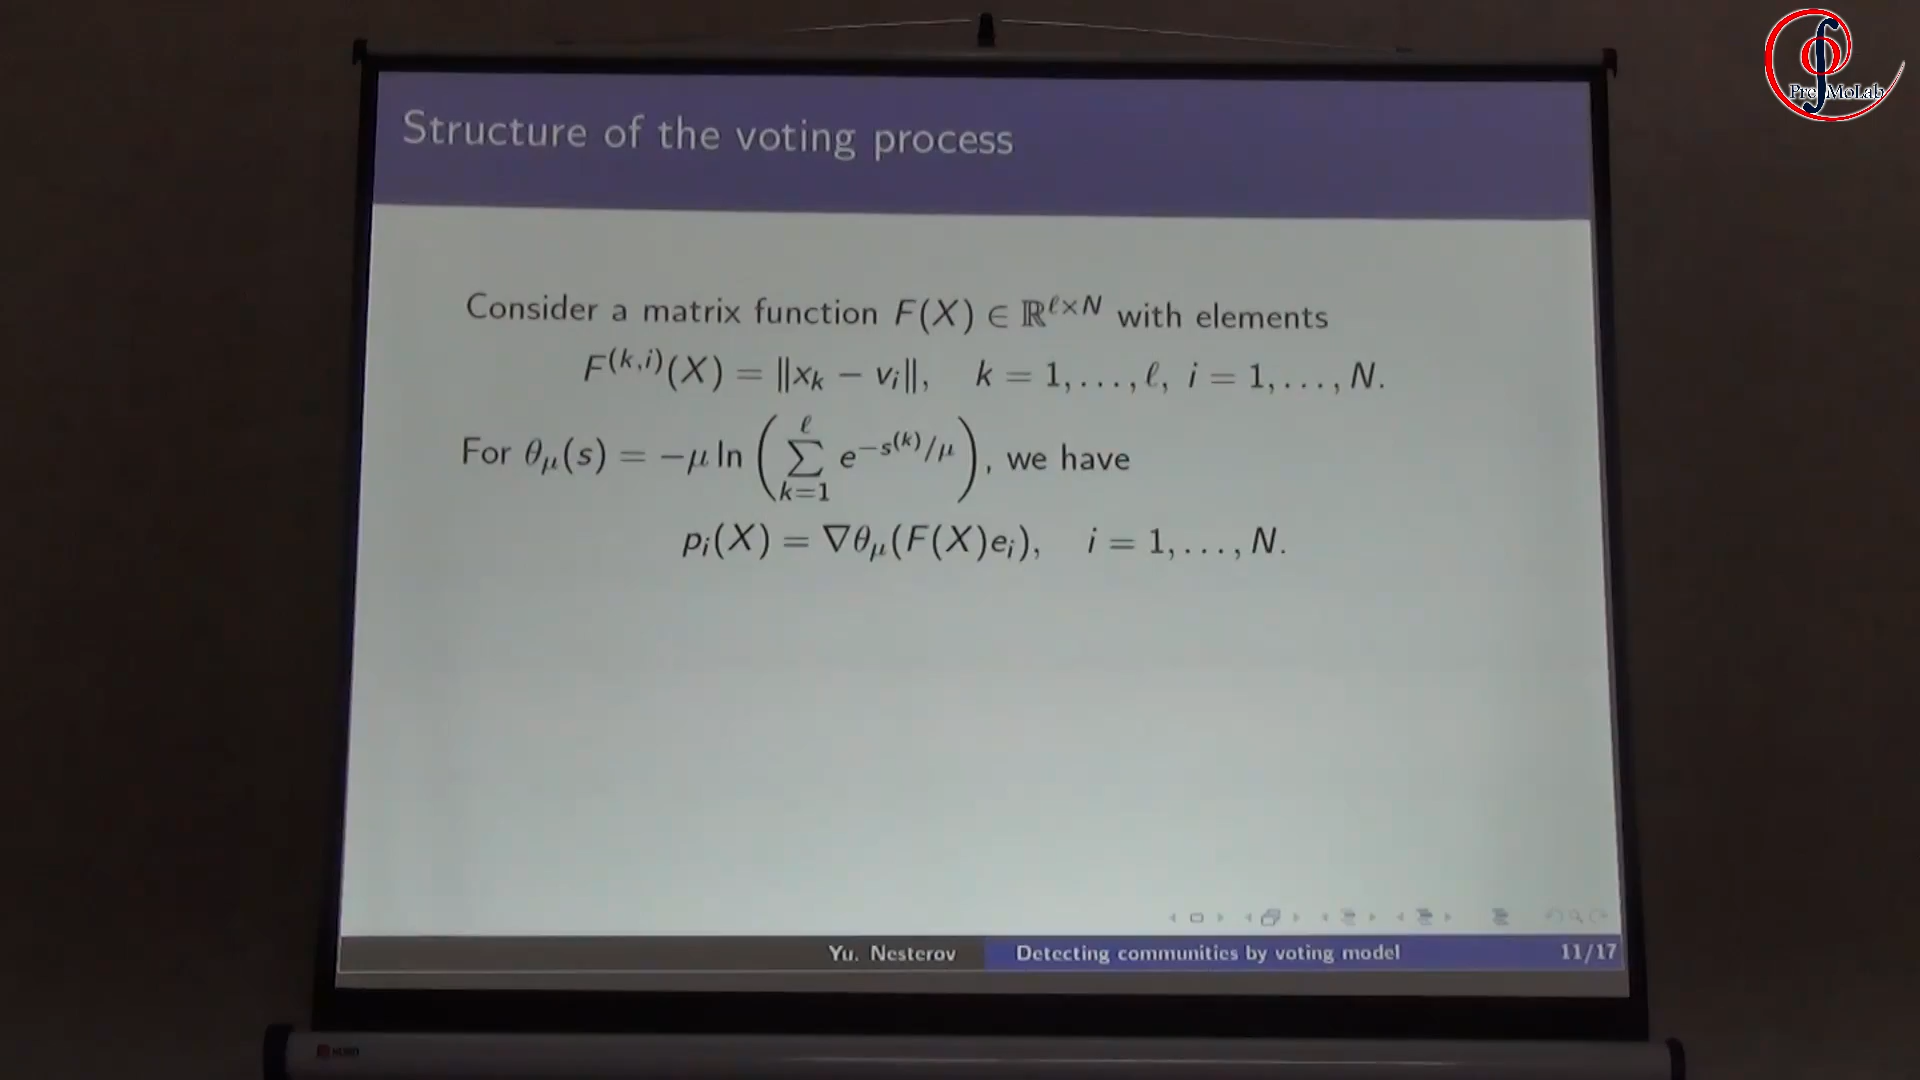 PreMoLab
Structure of the voting process
Consider a matrix function F(X) ∈ ℝ^{ℓ×N} with elements
F^{(k,i)}(X) = ‖x_k − v_i‖, k = 1, . . . , ℓ, i = 1, . . . , N.
For θ_μ(s) = −μ ln ( ∑_{k=1}^{ℓ} e^{−s^{(k)}/μ} ), we have
p_i(X) = ∇θ_μ(F(X)e_i), i = 1, . . . , N.
Yu. Nesterov Detecting communities by voting model 11/17